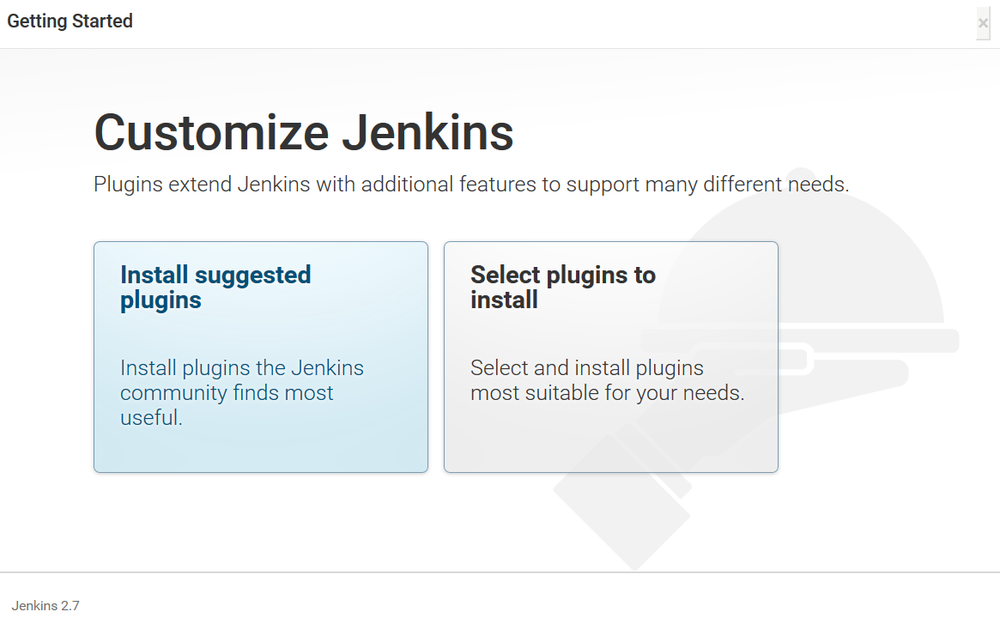 Getting Started
×
Customize Jenkins
Plugins extend Jenkins with additional features to support many different needs.
Install suggested
plugins
Install plugins the Jenkins
community finds most
useful.
Select plugins to
install
Select and install plugins
most suitable for your needs.
Jenkins 2.7